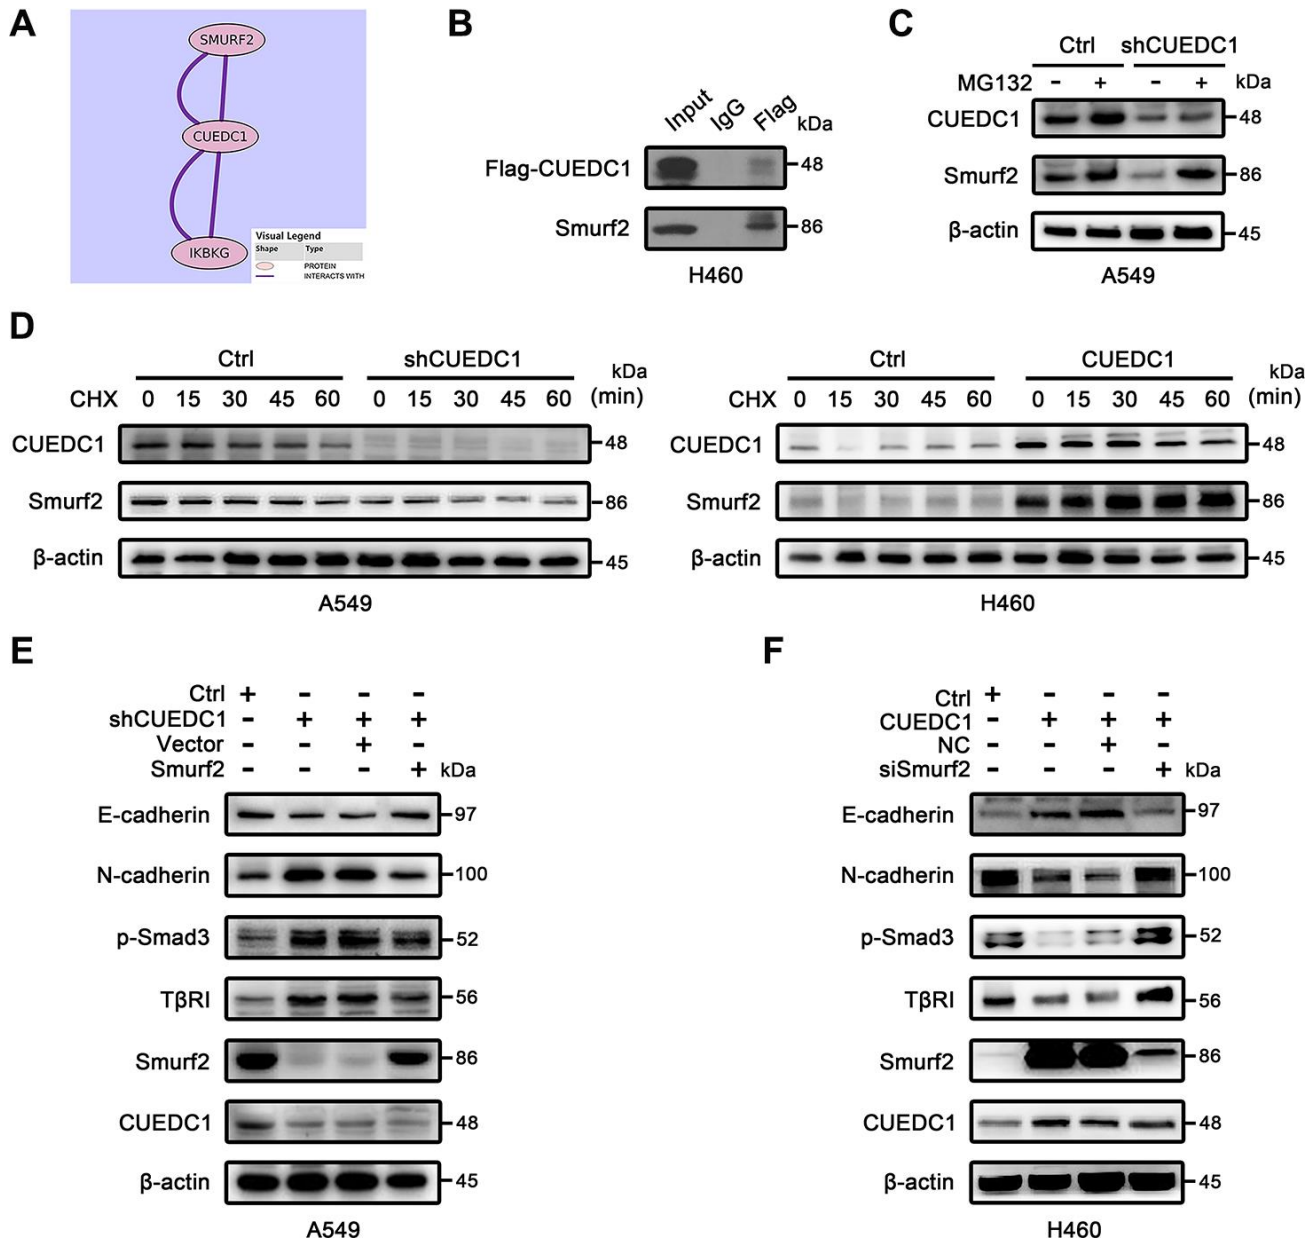 A
SMURF2
CUEDC1
IKBKG
Visual Legend
Shape Type
PROTEIN
INTERACTS WITH
B
Input IgG Flag kDa
Flag-CUEDC1 48
Smurf2 86
H460
C
Ctrl shCUEDC1
MG132 - + - + kDa
CUEDC1 48
Smurf2 86
β-actin 45
A549
D
Ctrl shCUEDC1 kDa
CHX 0 15 30 45 60 0 15 30 45 60 (min)
CUEDC1 48
Smurf2 86
β-actin 45
A549
Ctrl CUEDC1 kDa
CHX 0 15 30 45 60 0 15 30 45 60 (min)
CUEDC1 48
Smurf2 86
β-actin 45
H460
E
Ctrl + - - -
shCUEDC1 - + + +
Vector - - + -
Smurf2 - - - + kDa
E-cadherin 97
N-cadherin 100
p-Smad3 52
TβRI 56
Smurf2 86
CUEDC1 48
β-actin 45
A549
F
Ctrl + - - -
CUEDC1 - + + +
NC - - + -
siSmurf2 - - - + kDa
E-cadherin 97
N-cadherin 100
p-Smad3 52
TβRI 56
Smurf2 86
CUEDC1 48
β-actin 45
H460